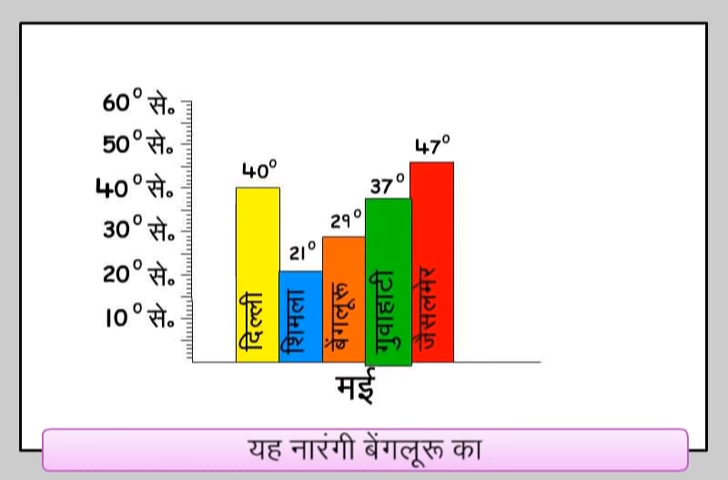 60° से॰
50° से॰
40° से॰
30° से॰
20° से॰
10° से॰
40°
21°
29°
37°
47°
दिल्ली
शिमला
बेंगलूरू
गुवाहाटी
जैसलमेर
मई
यह नारंगी बेंगलूरू का